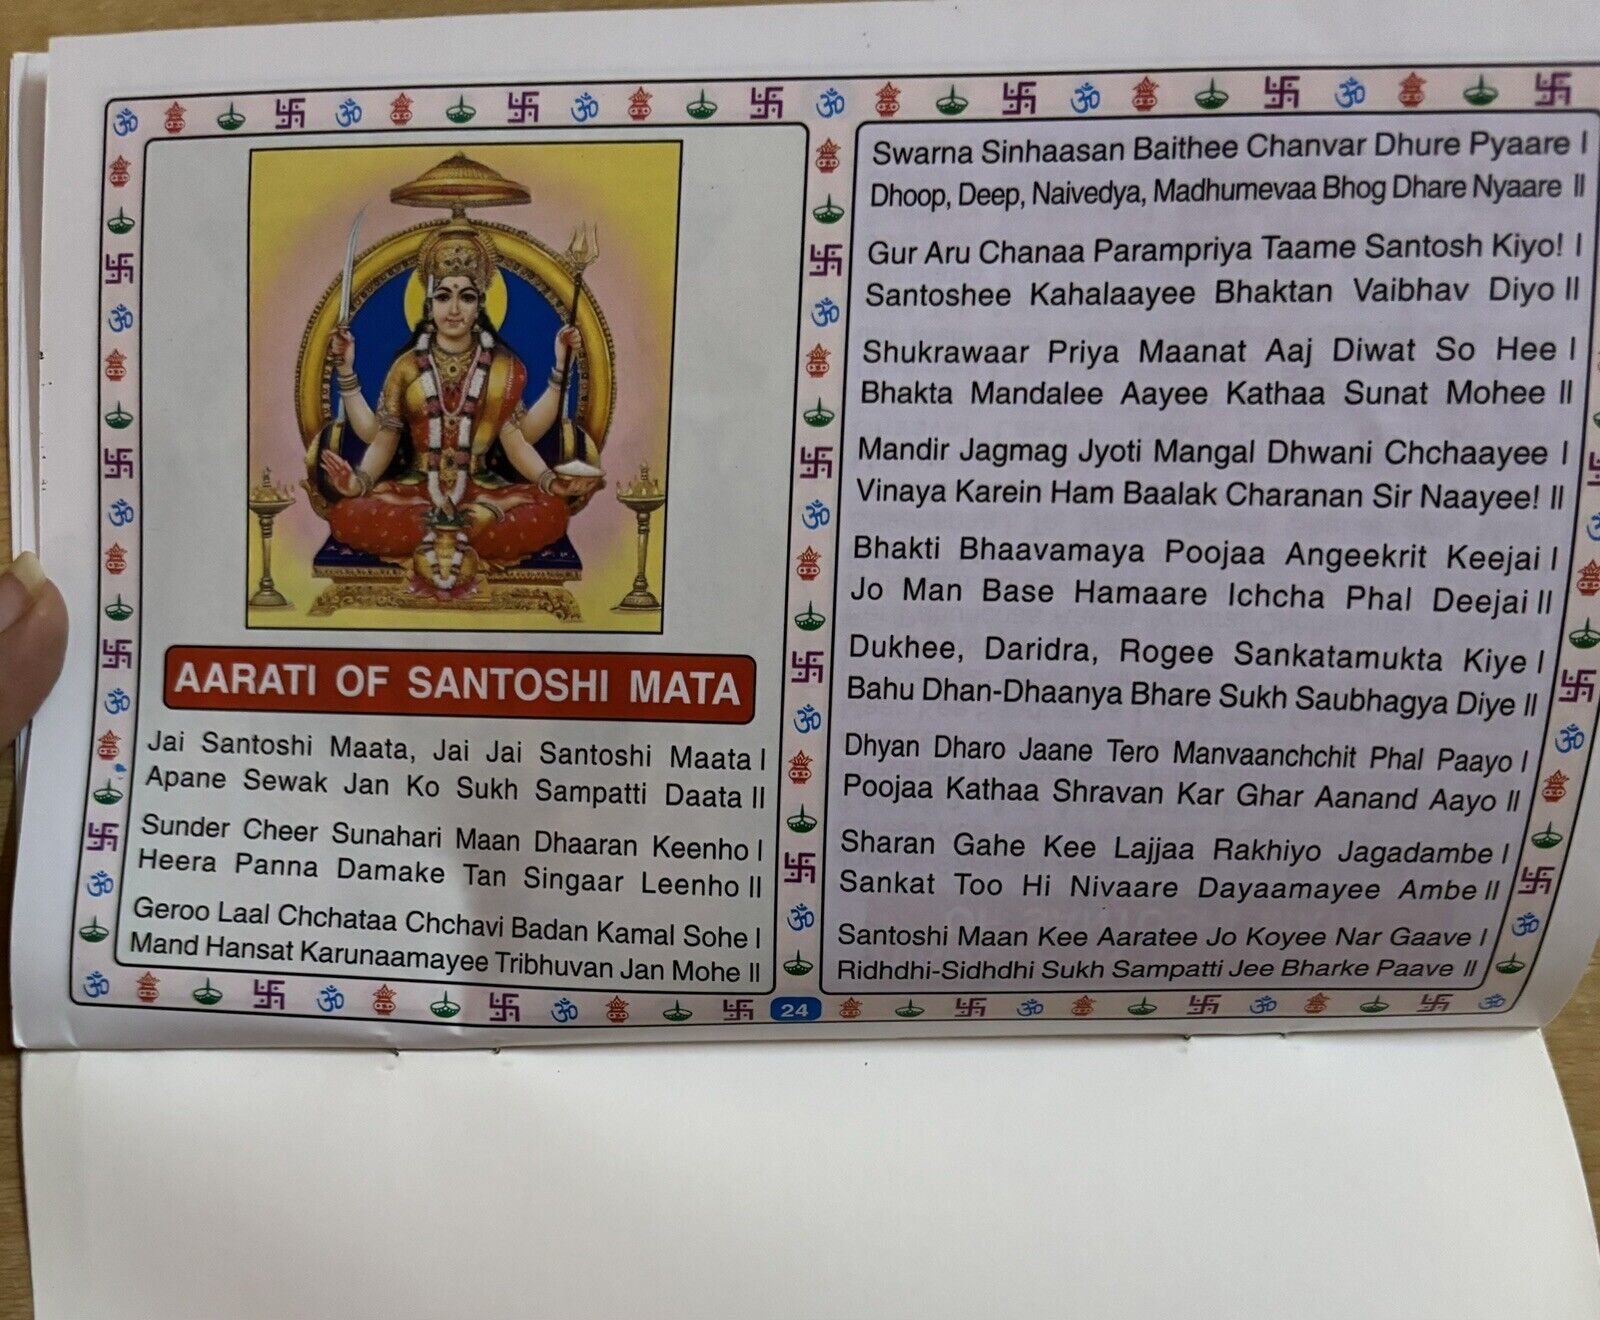 AARATI OF SANTOSHI MATA
Jai Santoshi Maata, Jai Jai Santoshi Maata I
Apane Sewak Jan Ko Sukh Sampatti Daata II
Sunder Cheer Sunahari Maan Dhaaran Keenho I
Heera Panna Damake Tan Singaar Leenho II
Geroo Laal Chchataa Chchavi Badan Kamal Sohe I
Mand Hansat Karunaamayee Tribhuvan Jan Mohe II
Swarna Sinhaasan Baithee Chanvar Dhure Pyaare I
Dhoop, Deep, Naivedya, Madhumevaa Bhog Dhare Nyaare II
Gur Aru Chanaa Parampriya Taame Santosh Kiyo! I
Santoshee Kahalaayee Bhaktan Vaibhav Diyo II
Shukrawaar Priya Maanat Aaj Diwat So Hee I
Bhakta Mandalee Aayee Kathaa Sunat Mohee II
Mandir Jagmag Jyoti Mangal Dhwani Chchaayee I
Vinaya Karein Ham Baalak Charanan Sir Naayee! II
Bhakti Bhaavamaya Poojaa Angeekrit Keejai I
Jo Man Base Hamaare Ichcha Phal Deejai II
Dukhee, Daridra, Rogee Sankatamukta Kiye I
Bahu Dhan-Dhaanya Bhare Sukh Saubhagya Diye II
Dhyan Dharo Jaane Tero Manvaanchchit Phal Paayo I
Poojaa Kathaa Shravan Kar Ghar Aanand Aayo II
Sharan Gahe Kee Lajjaa Rakhiyo Jagadambe I
Sankat Too Hi Nivaare Dayaamayee Ambe II
Santoshi Maan Kee Aaratee Jo Koyee Nar Gaave I
Ridhdhi-Sidhdhi Sukh Sampatti Jee Bharke Paave II
24